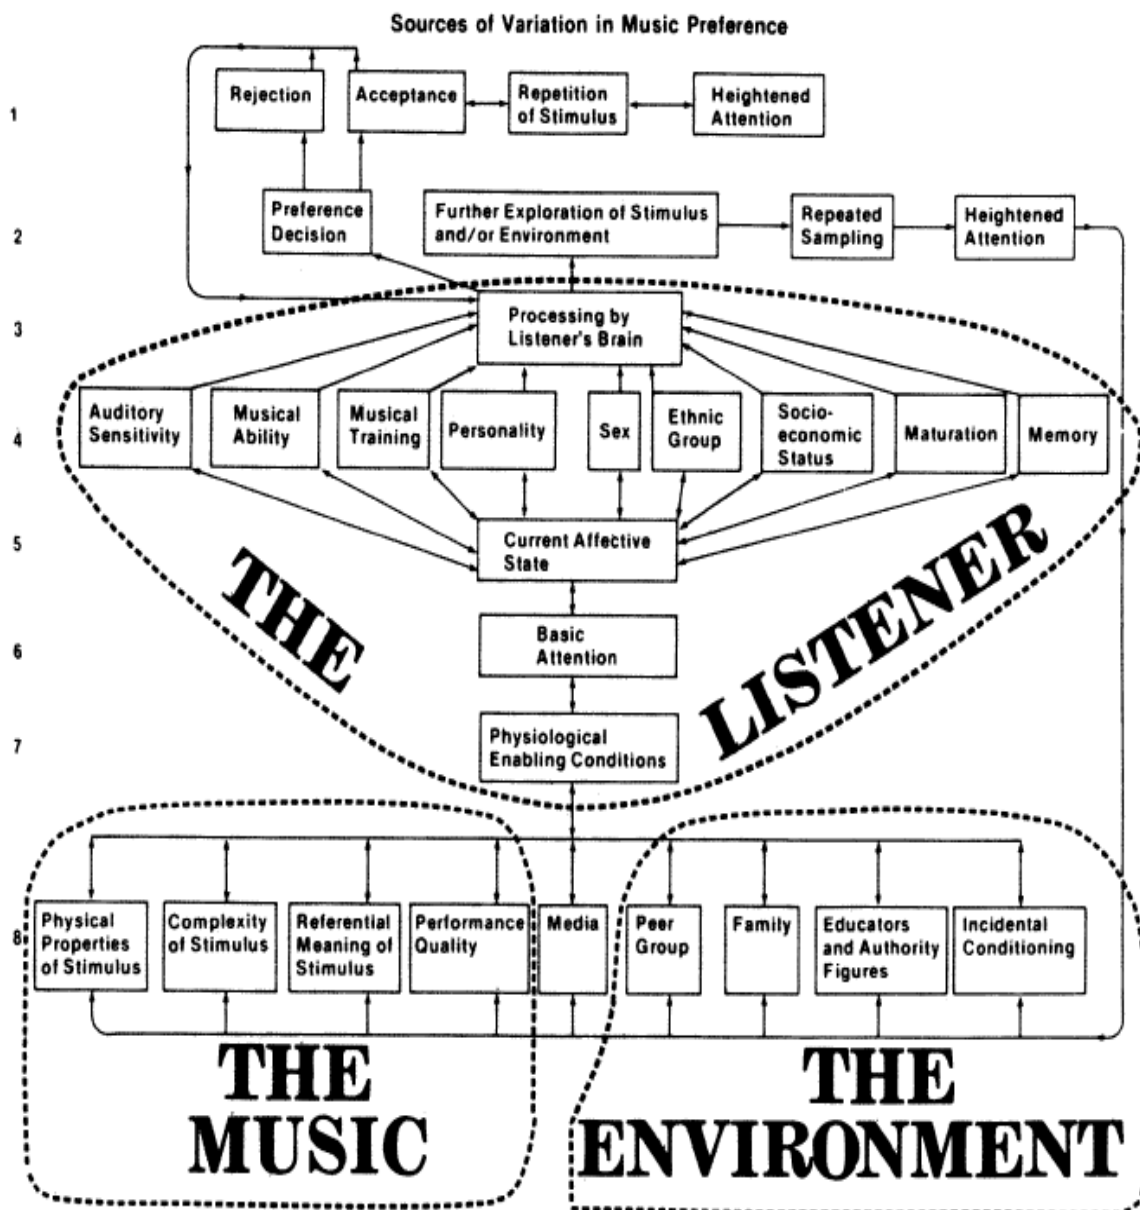 Sources of Variation in Music Preference
1
Rejection
Acceptance
Repetition
of Stimulus
Heightened
Attention
2
Preference
Decision
Further Exploration of Stimulus
and/or Environment
Repeated
Sampling
Heightened
Attention
3
Processing by
Listener's Brain
4
Auditory
Sensitivity
Musical
Ability
Musical
Training
Personality
Sex
Ethnic
Group
Socio-
economic
Status
Maturation
Memory
5
Current Affective
State
THE
LISTENER
6
Basic
Attention
7
Physiological
Enabling Conditions
8
Physical
Properties
of Stimulus
Complexity
of Stimulus
Referential
Meaning of
Stimulus
Performance
Quality
Media
Peer
Group
Family
Educators
and Authority
Figures
Incidental
Conditioning
THE
MUSIC
THE
ENVIRONMENT